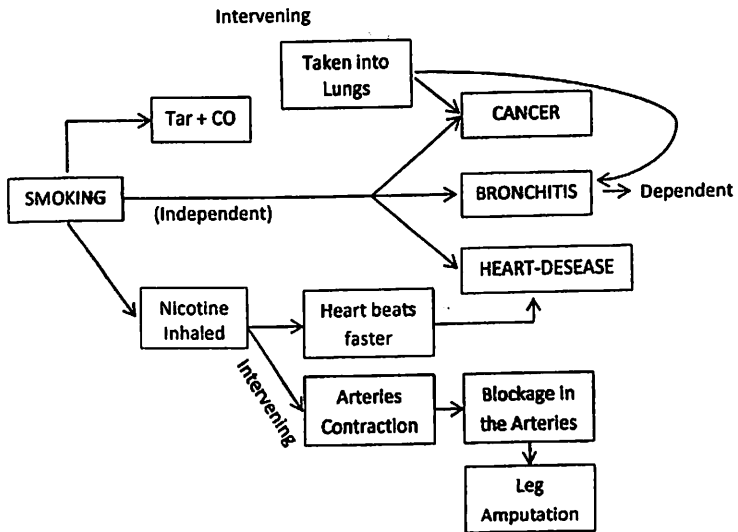 Intervening
Taken into
Lungs
Tar + CO
CANCER
SMOKING
(Independent)
BRONCHITIS
Dependent
HEART-DESEASE
Nicotine
Inhaled
Heart beats
faster
Intervening
Arteries
Contraction
Blockage in
the Arteries
Leg
Amputation